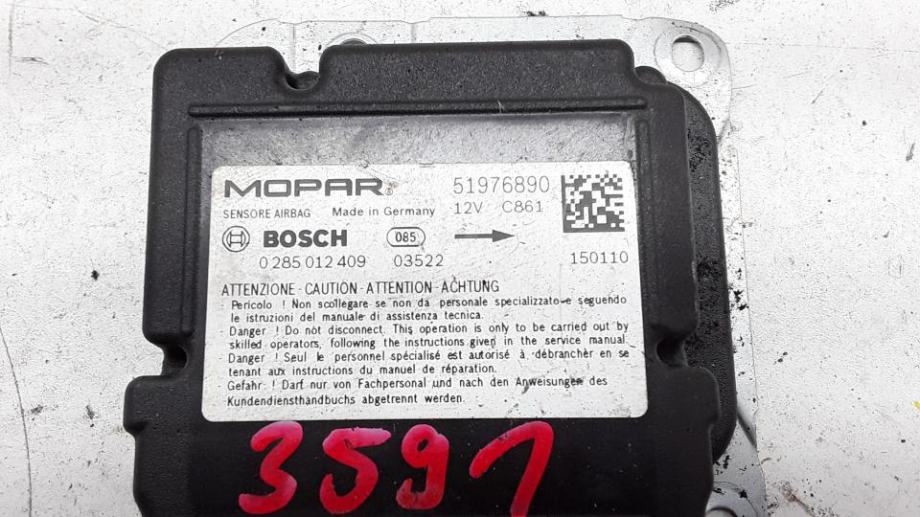 MOPAR® 51976890
SENSORE AIRBAG Made in Germany 12V C861
BOSCH 085
0 285 012 409 03522 150110
ATTENZIONE - CAUTION - ATTENTION - ACHTUNG
- Pericolo ! Non scollegare se non da personale specializzato e seguendo
le istruzioni del manuale di assistenza tecnica.
- Danger ! Do not disconnect. This operation is only to be carried out by
skilled operators, following the instructions given in the service manual.
- Danger ! Seul le personnel spécialisé est autorisé à débrancher en se
tenant aux instructions du manuel de réparation.
Gefahr: ! Darf nur von Fachpersonal und nach den Anweisungen des
Kundendiensthandbuchs abgetrennt werden.
3591